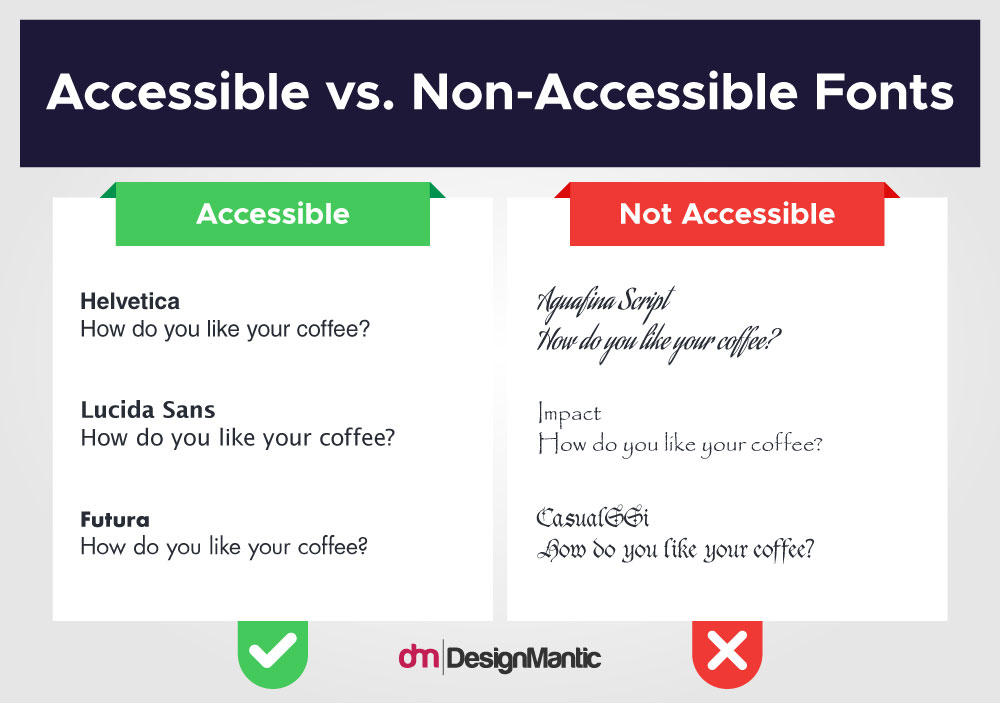 Accessible vs. Non-Accessible Fonts
Accessible
Helvetica
How do you like your coffee?
Lucida Sans
How do you like your coffee?
Futura
How do you like your coffee?
Not Accessible
Aguafina Script
How do you like your coffee?
Impact
How do you like your coffee?
CasualSSi
How do you like your coffee?
dm DesignMantic